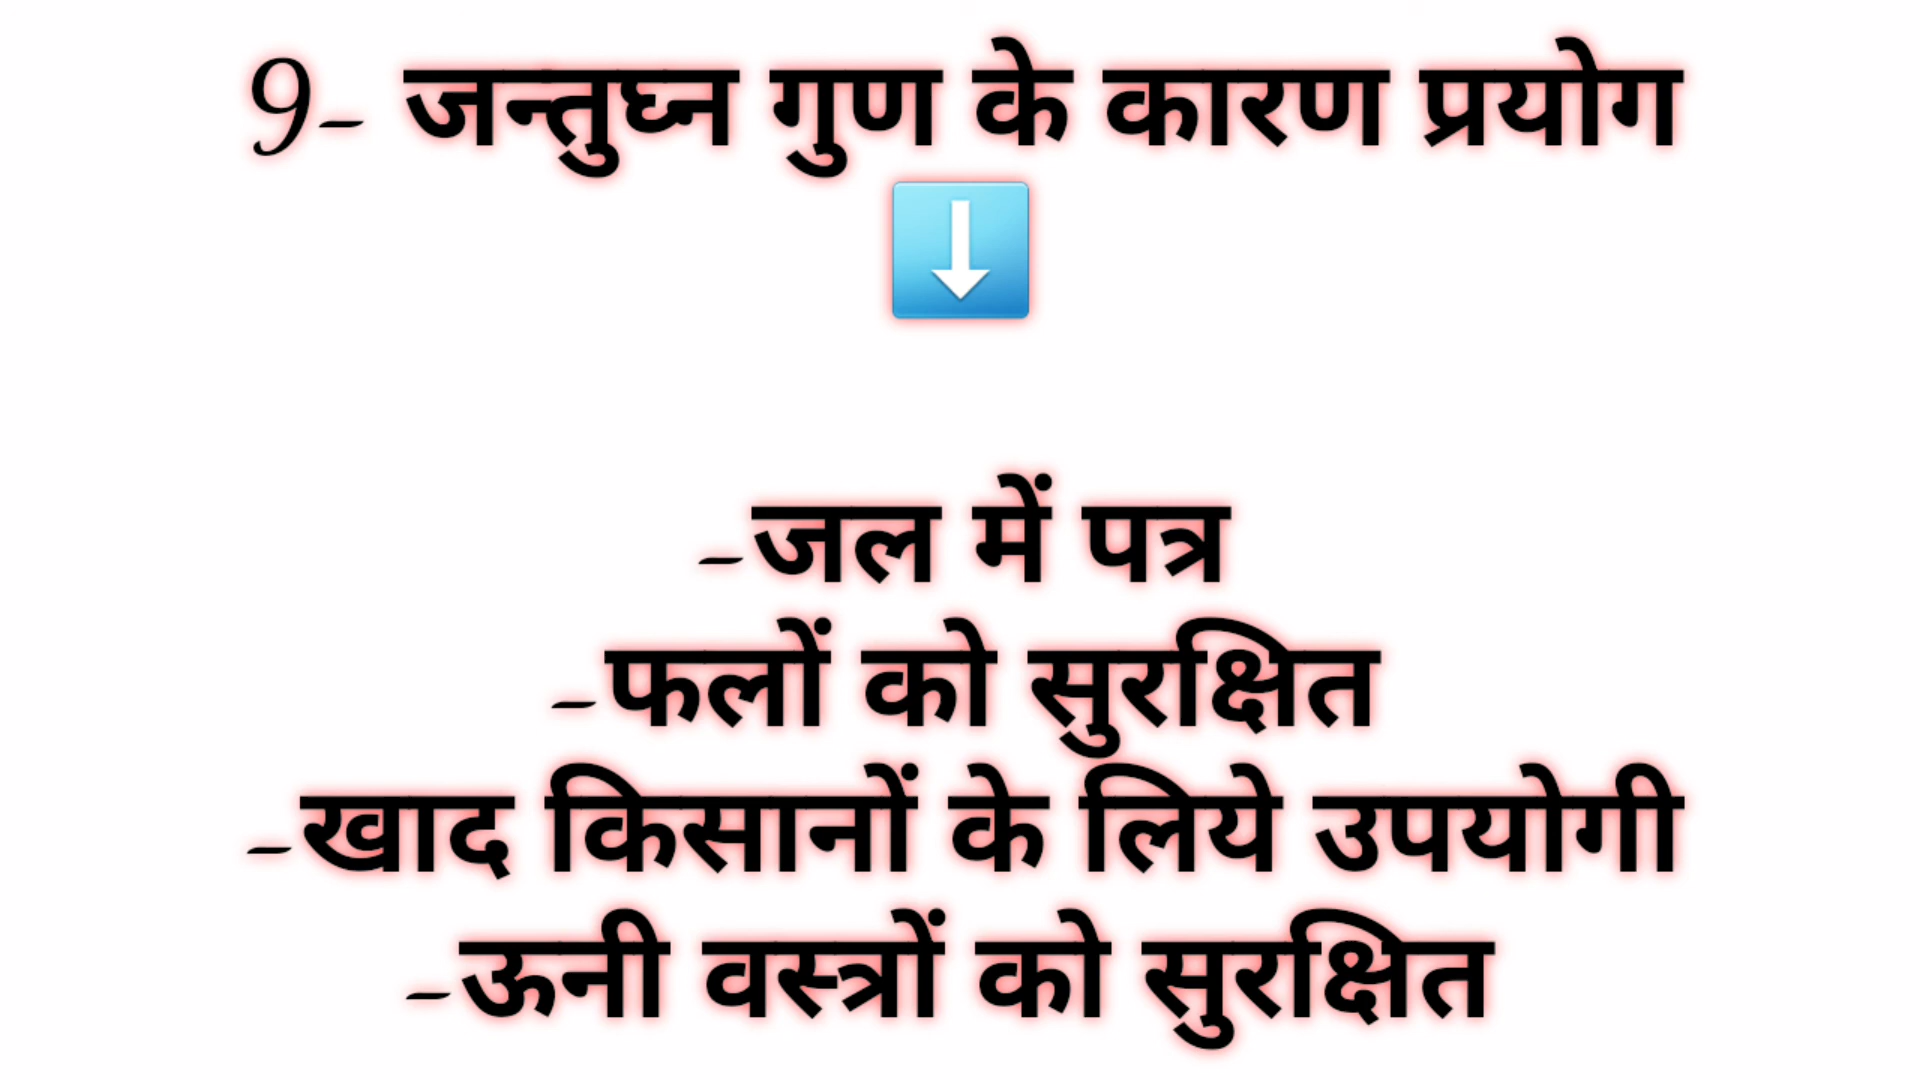 9- जन्तुघ्न गुण के कारण प्रयोग
-जल में पत्र
-फलों को सुरक्षित
-खाद किसानों के लिये उपयोगी
-ऊनी वस्त्रों को सुरक्षित